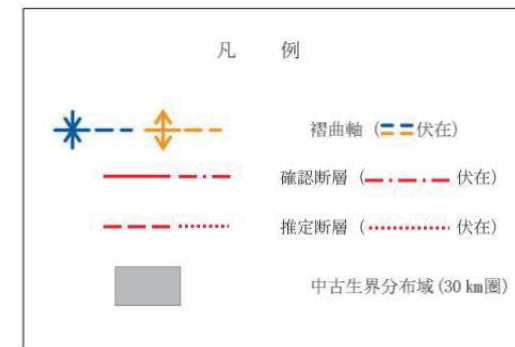 凡 例
褶曲軸 (伏在)
確認断層 (伏在)
推定断層 (伏在)
中古生界分布域(30 km圏)